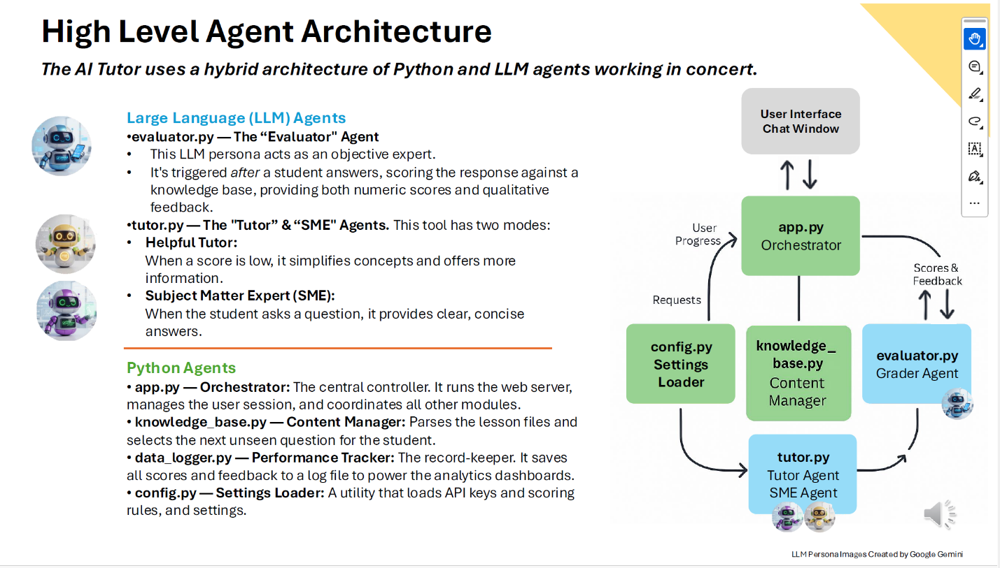 High Level Agent Architecture
The AI Tutor uses a hybrid architecture of Python and LLM agents working in concert.
Large Language (LLM) Agents
•evaluator.py — The “Evaluator" Agent
• This LLM persona acts as an objective expert.
• It's triggered after a student answers, scoring the response against a
knowledge base, providing both numeric scores and qualitative
feedback.
•tutor.py — The "Tutor” & “SME" Agents. This tool has two modes:
• Helpful Tutor:
When a score is low, it simplifies concepts and offers more
information.
• Subject Matter Expert (SME):
When the student asks a question, it provides clear, concise
answers.
Python Agents
• app.py — Orchestrator: The central controller. It runs the web server,
manages the user session, and coordinates all other modules.
• knowledge_base.py — Content Manager: Parses the lesson files and
selects the next unseen question for the student.
• data_logger.py — Performance Tracker: The record-keeper. It saves
all scores and feedback to a log file to power the analytics dashboards.
• config.py — Settings Loader: A utility that loads API keys and scoring
rules, and settings.
User Interface
Chat Window
app.py
Orchestrator
User
Progress
Requests
Scores &
Feedback
config.py
Settings
Loader
knowledge_
base.py
Content
Manager
evaluator.py
Grader Agent
tutor.py
Tutor Agent
SME Agent
LLM Persona Images Created by Google Gemini
A
...